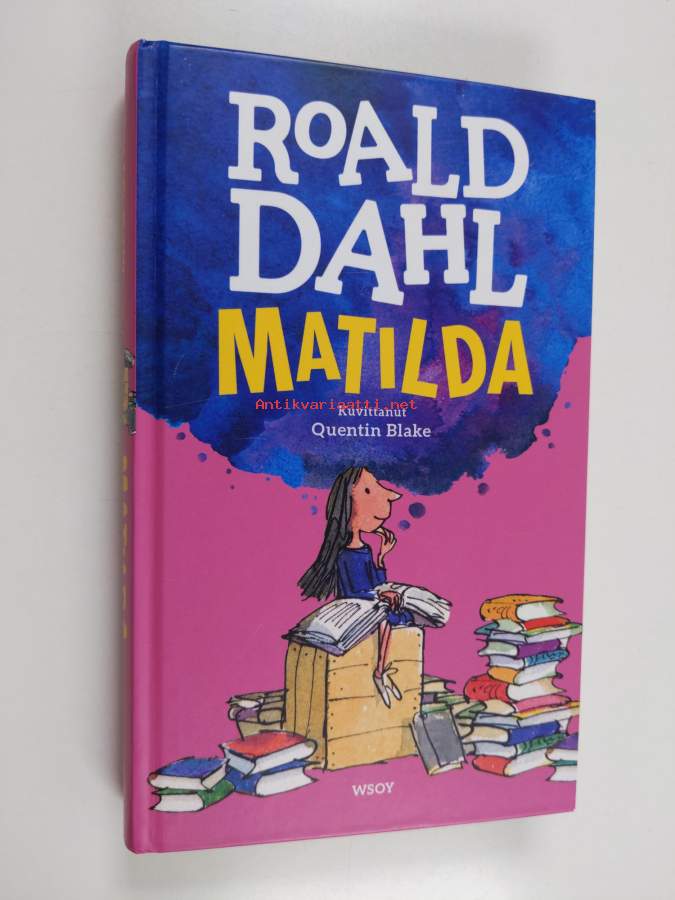 ROALD
DAHL
MATILDA
Antikvariaatti.net
Kuvittanut
Quentin Blake
WSOY